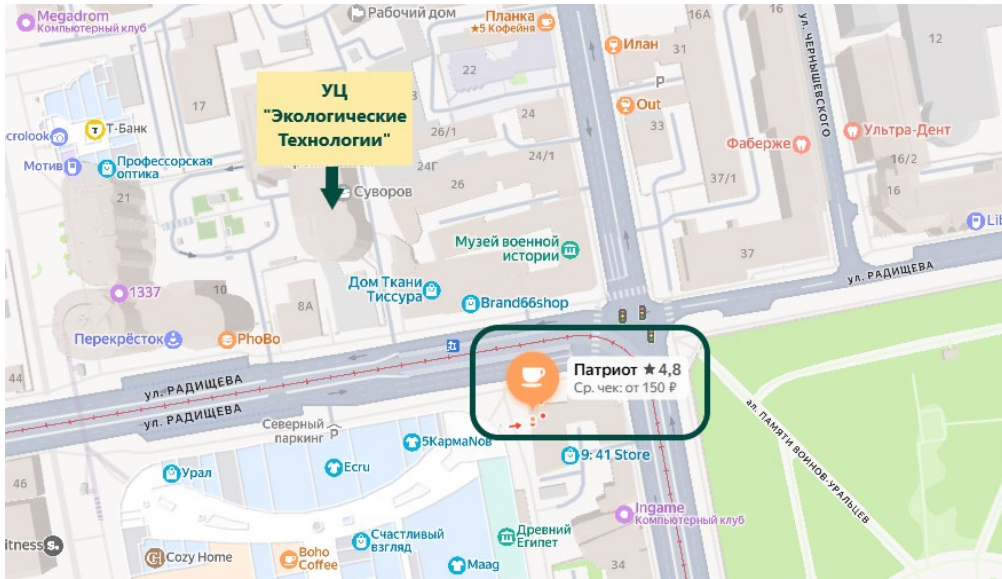 Megadrom
Компьютерный клуб
Рабочий дом
Планка
★5 Кофейня
16А
16
ул. ЧЕРНЫШЕВСКОГО
12
Илан
31
22
P
УЦ
"Экологические
Технологии"
17
Out
33
24
26/1
24/1
crolook
Т
Т-Банк
Мотив
Профессорская
оптика
Фаберже
Ультра-Дент
16/2
16
24Г
26
37/1
Суворов
21
Lib
Музей военной
истории
37
ул. РАДИЩЕВА
Дом Ткани
Тиссура
Brand66shop
1337
10
8А
Перекрёсток
PhoBo
Патриот ★ 4,8
Ср. чек: от 150 ₽
44
ул. РАДИЩЕВА
ул. РАДИЩЕВА
Северный
паркинг
P
5КармаNов
9: 41 Store
ал. ПАМЯТИ ВОИНОВ-УРАЛЬЦЕВ
Урал
Ecru
46
Ingame
Компьютерный клуб
itness
S.
CH
Cozy Home
Boho
Coffee
Счастливый
взгляд
Древний
Египет
Maag
34